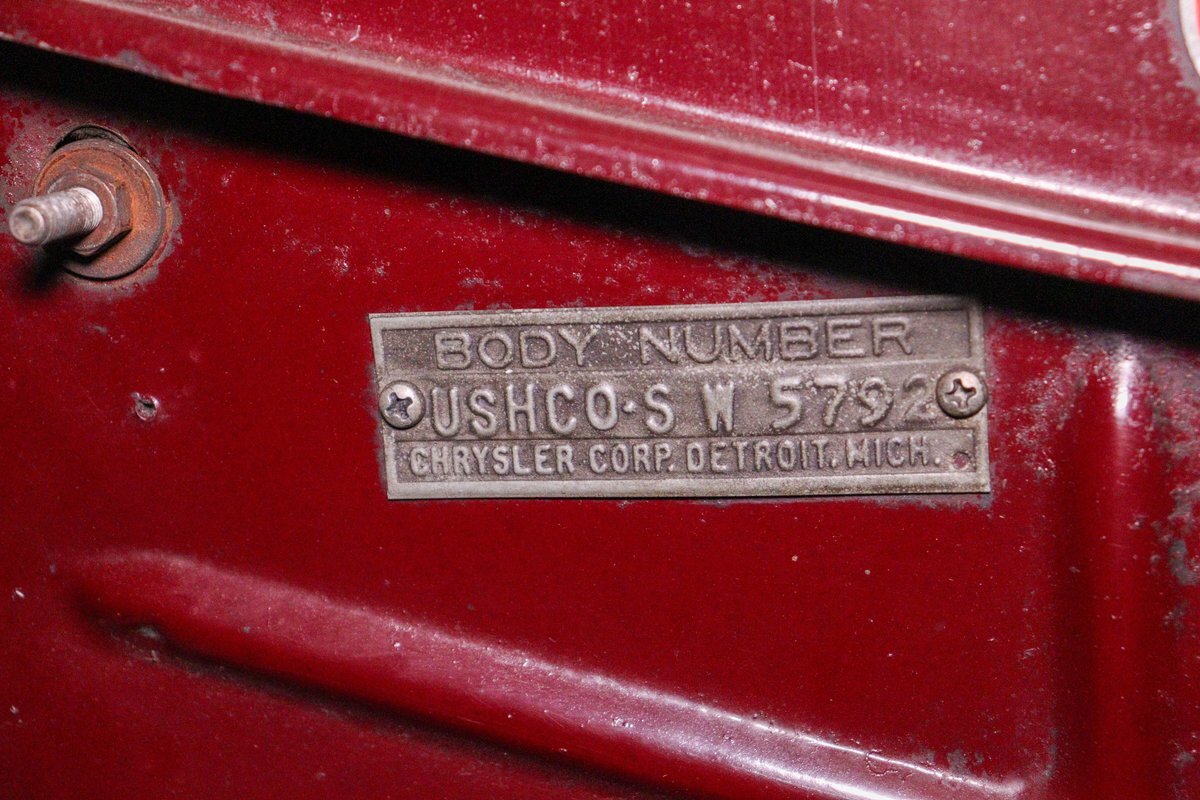 BODY NUMBER
USHCO·S W 5792
CHRYSLER CORP. DETROIT, MICH.